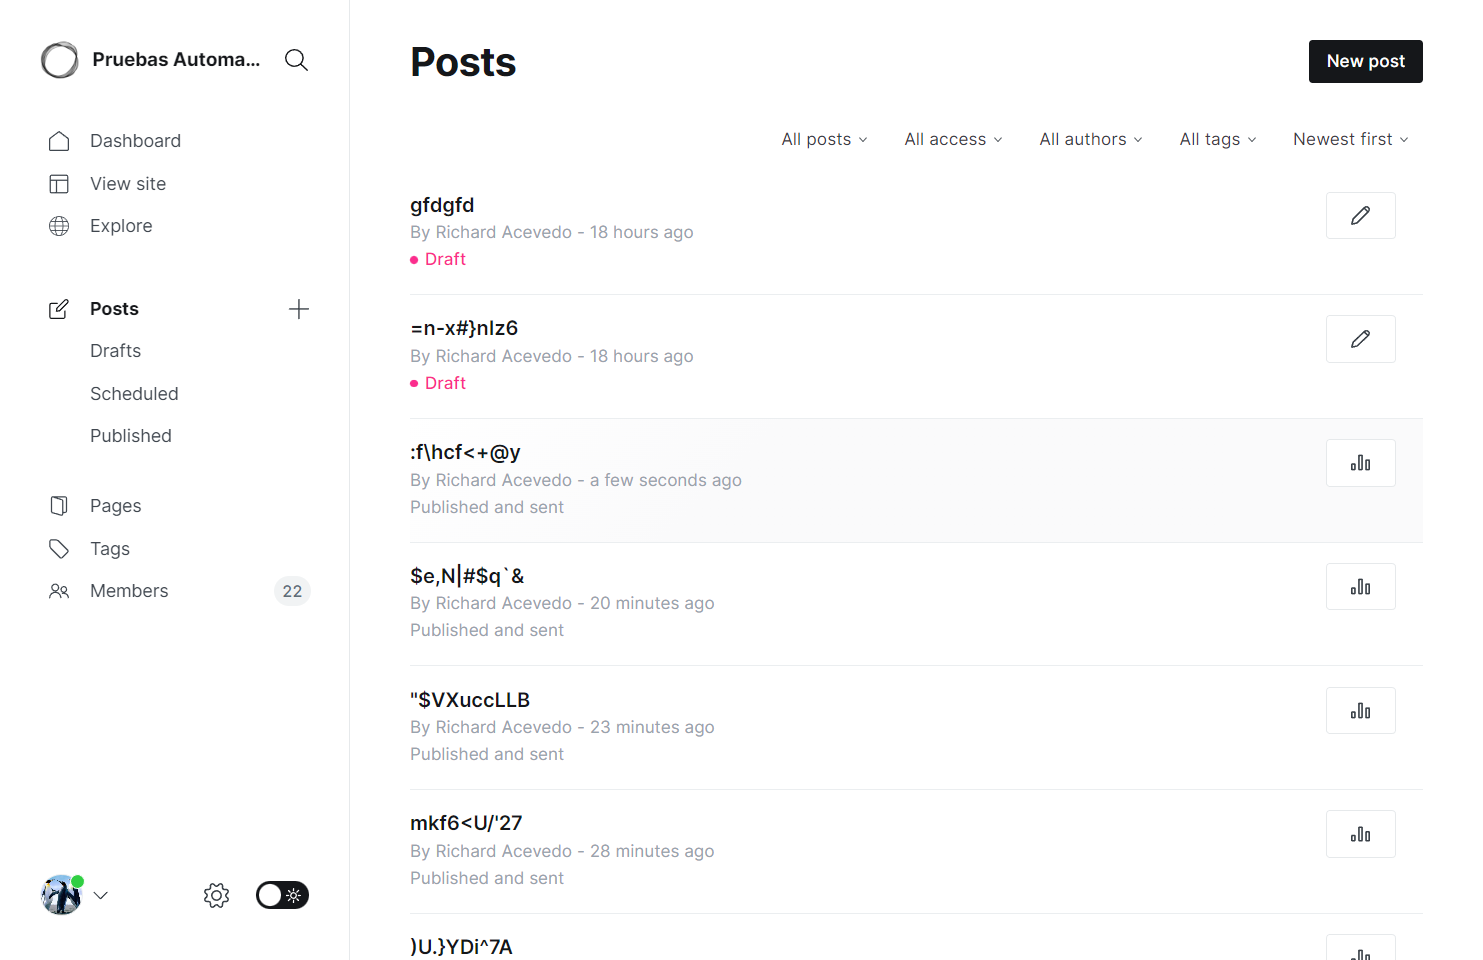 Pruebas Automa...
Dashboard
View site
Explore
Posts
Drafts
Scheduled
Published
Pages
Tags
Members
22
Posts
New post
All posts
All access
All authors
All tags
Newest first
gfdgfd
By Richard Acevedo - 18 hours ago
Draft
=n-x#}nIz6
By Richard Acevedo - 18 hours ago
Draft
:f\hcf<+@y
By Richard Acevedo - a few seconds ago
Published and sent
$e,N|#$q`&
By Richard Acevedo - 20 minutes ago
Published and sent
"$VXuccLLB
By Richard Acevedo - 23 minutes ago
Published and sent
mkf6<U/'27
By Richard Acevedo - 28 minutes ago
Published and sent
)U.}YDi^7A